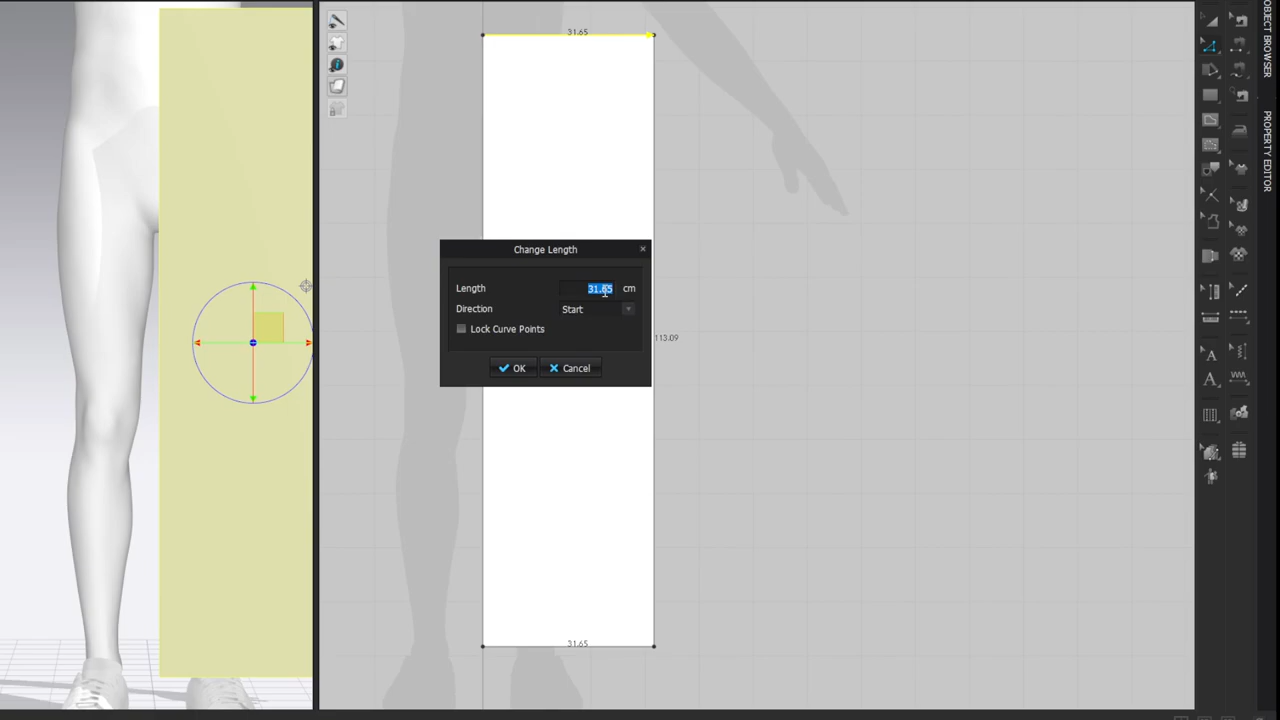 31.65
OBJECT BROWSER
PROPERTY EDITOR
Change Length
Length 31.65 cm
Direction Start
Lock Curve Points
OK Cancel
113.09
31.65